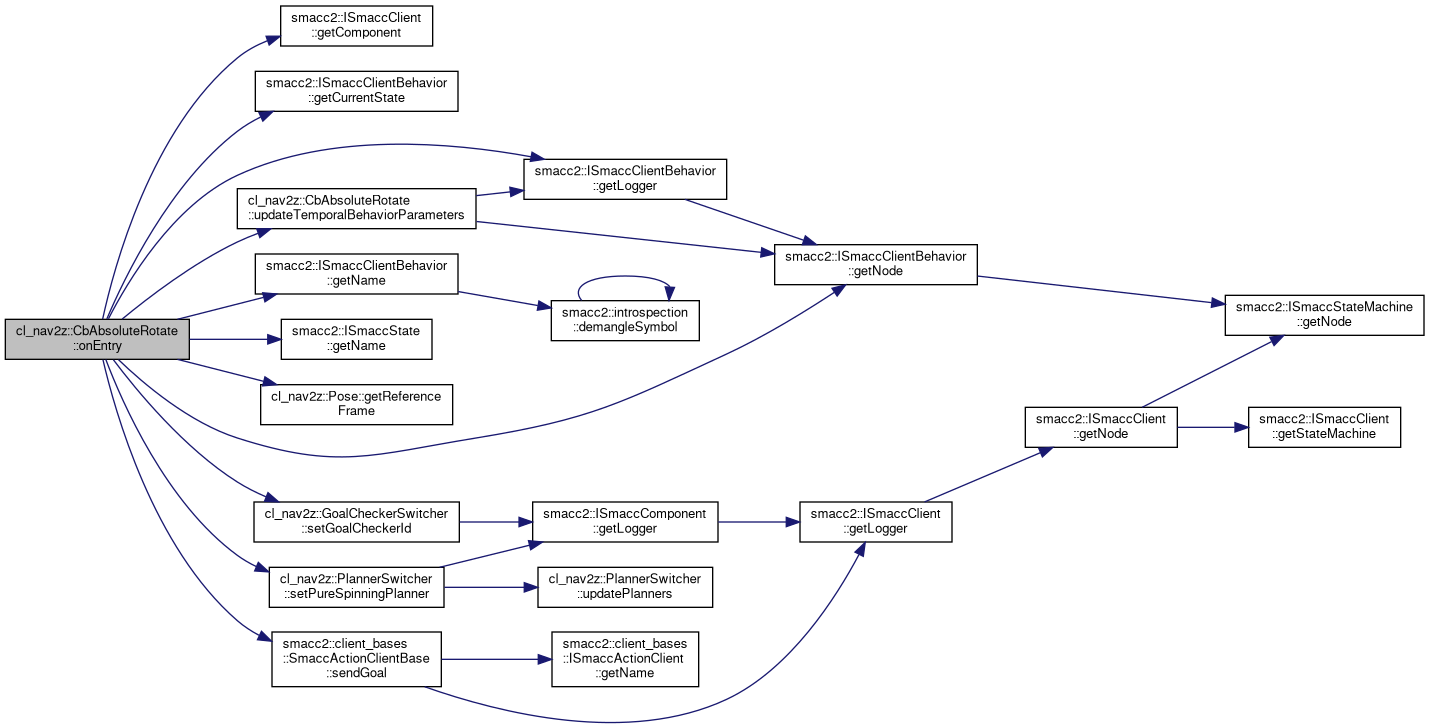 smacc2::ISmaccClient
::getComponent
smacc2::ISmaccClientBehavior
::getCurrentState
smacc2::ISmaccClientBehavior
::getLogger
cl_nav2z::CbAbsoluteRotate
::updateTemporalBehaviorParameters
smacc2::ISmaccClientBehavior
::getNode
smacc2::ISmaccClientBehavior
::getName
smacc2::introspection
::demangleSymbol
smacc2::ISmaccStateMachine
::getNode
cl_nav2z::CbAbsoluteRotate
::onEntry
smacc2::ISmaccState
::getName
cl_nav2z::Pose::getReference
Frame
smacc2::ISmaccClient
::getNode
smacc2::ISmaccClient
::getStateMachine
cl_nav2z::GoalCheckerSwitcher
::setGoalCheckerId
smacc2::ISmaccComponent
::getLogger
smacc2::ISmaccClient
::getLogger
cl_nav2z::PlannerSwitcher
::setPureSpinningPlanner
cl_nav2z::PlannerSwitcher
::updatePlanners
smacc2::client_bases
::SmaccActionClientBase
::sendGoal
smacc2::client_bases
::ISmaccActionClient
::getName